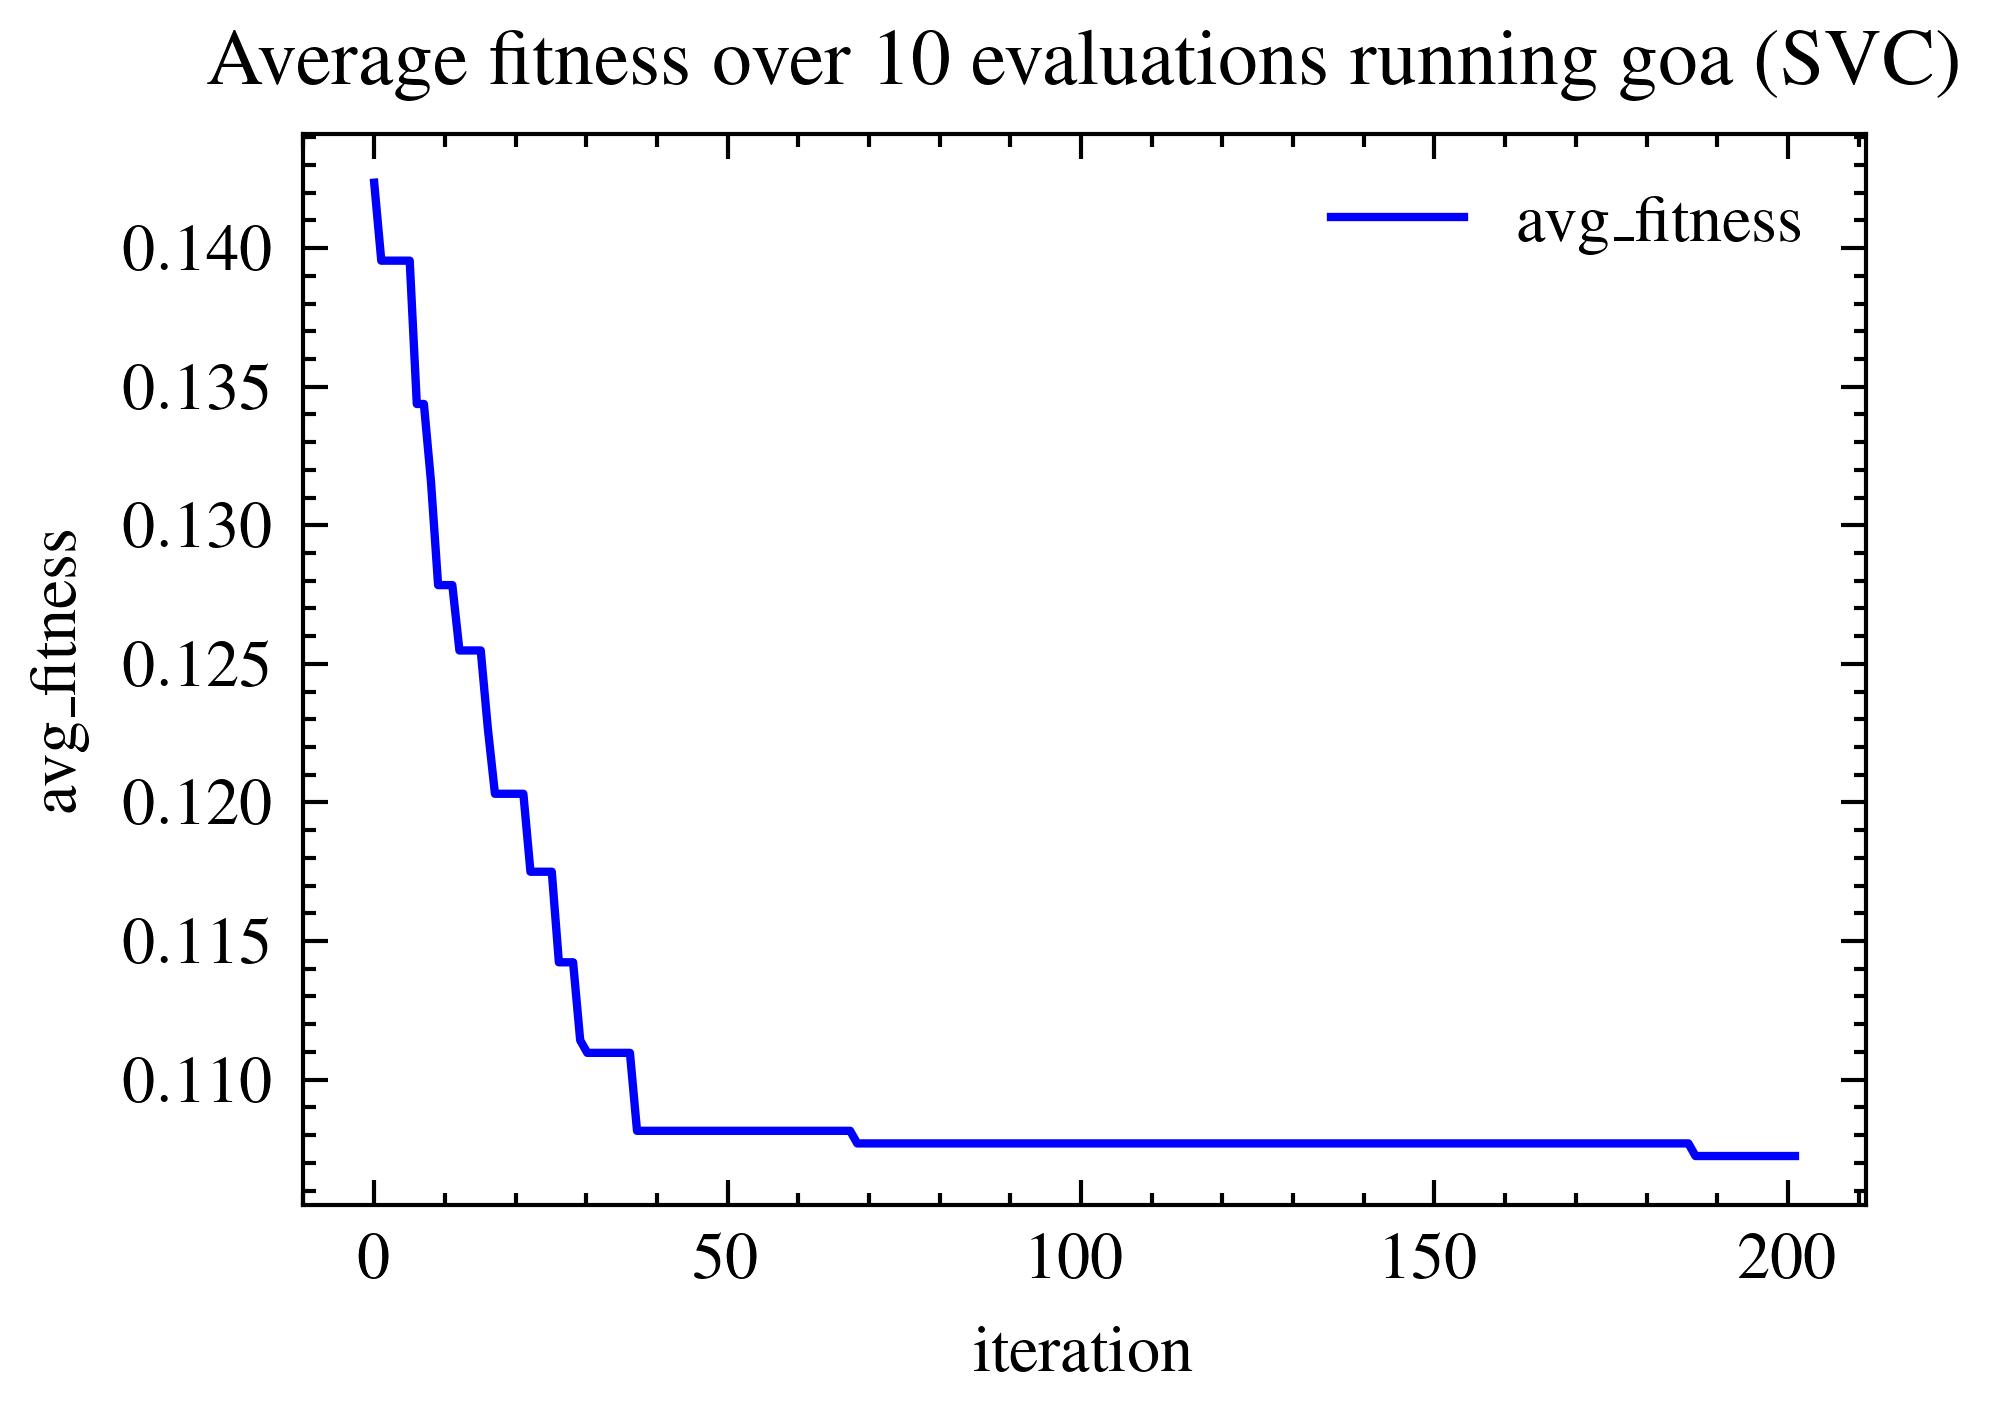 Average fitness over 10 evaluations running goa (SVC)
avg_fitness
0.140
0.135
0.130
0.125
0.120
0.115
0.110
avg_fitness
0 50 100 150 200
iteration